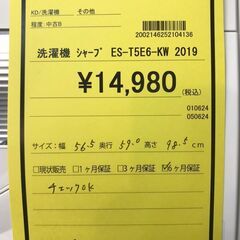 KD/洗濯機 その他
程度:中古B
2002146252104136
洗濯機 ｼｬｰﾌﾟ ES-T5E6-KW 2019
¥14,980
(税込)
010624
050624
サイズ:幅 56.5 奥行 59.0 高さ 98.5 cm
□現状販売 □1ヶ月保証 □3ヶ月保証 ☑6ヶ月保証
チェックOK